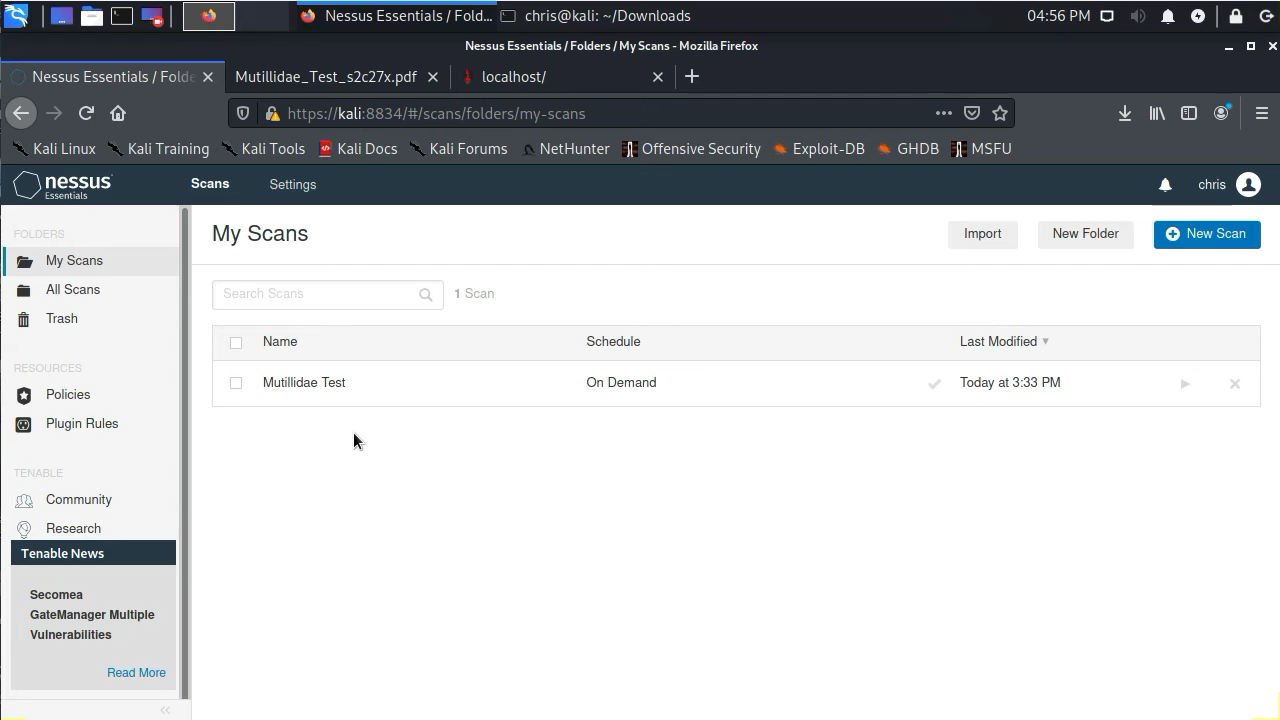 Nessus Essentials / Fold...
chris@kali: ~/Downloads
04:56 PM
Nessus Essentials / Folders / My Scans - Mozilla Firefox
Nessus Essentials / Folde
Mutillidae_Test_s2c27x.pdf
localhost/
https://kali:8834/#/scans/folders/my-scans
Kali Linux
Kali Training
Kali Tools
Kali Docs
Kali Forums
NetHunter
Offensive Security
Exploit-DB
GHDB
MSFU
nessus
Essentials
Scans
Settings
chris
FOLDERS
My Scans
All Scans
Trash
RESOURCES
Policies
Plugin Rules
TENABLE
Community
Research
Tenable News
Secomea
GateManager Multiple
Vulnerabilities
Read More
My Scans
Import
New Folder
New Scan
Search Scans
1 Scan
Name
Schedule
Last Modified
Mutillidae Test
On Demand
Today at 3:33 PM